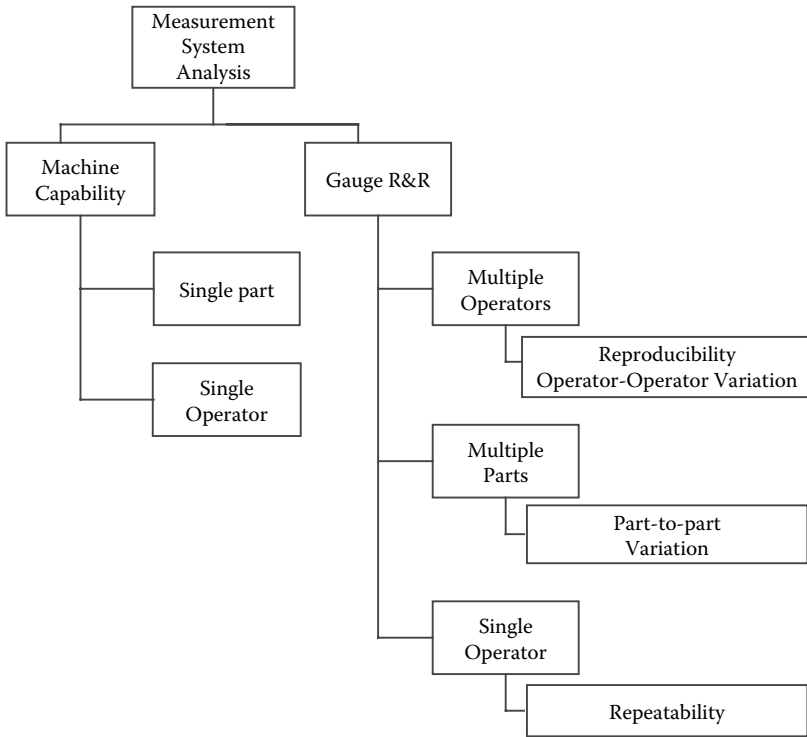 Measurement
System
Analysis
Machine
Capability
Gauge R&R
Single part
Single
Operator
Multiple
Operators
Reproducibility
Operator-Operator Variation
Multiple
Parts
Part-to-part
Variation
Single
Operator
Repeatability